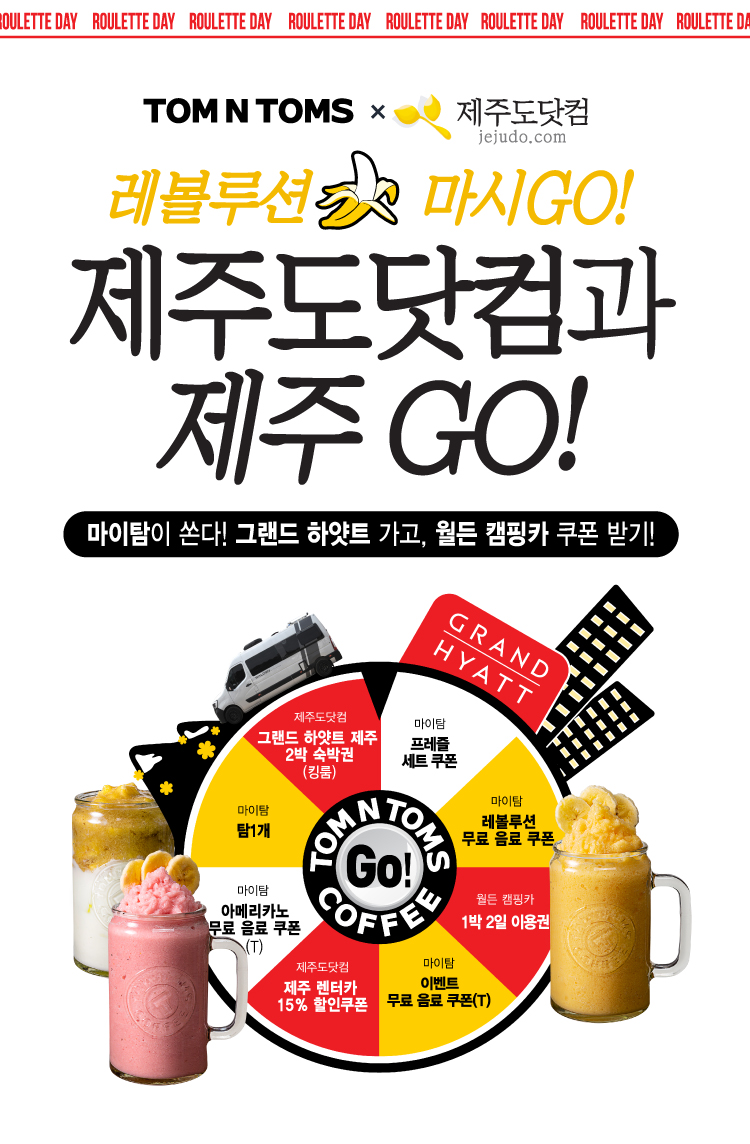 ROULETTE DAY ROULETTE DAY ROULETTE DAY ROULETTE DAY ROULETTE DAY ROULETTE DAY ROULETTE DAY ROULETTE DA
TOM N TOMS × 제주도닷컴
jejudo.com
레볼루션 마시GO!
제주도닷컴과
제주 GO!
마이탐이 쏜다! 그랜드 하얏트 가고, 월든 캠핑카 쿠폰 받기!
GRAND
HYATT
제주도닷컴
그랜드 하얏트 제주
2박 숙박권
(킹룸)
마이탐
프레즐
세트 쿠폰
마이탐
레볼루션
무료 음료 쿠폰
월든 캠핑카
1박 2일 이용권
마이탐
이벤트
무료 음료 쿠폰(T)
제주도닷컴
제주 렌터카
15% 할인쿠폰
마이탐
아메리카노
무료 음료 쿠폰
(T)
마이탐
탐1개
TOM N TOMS
Go!
COFFEE